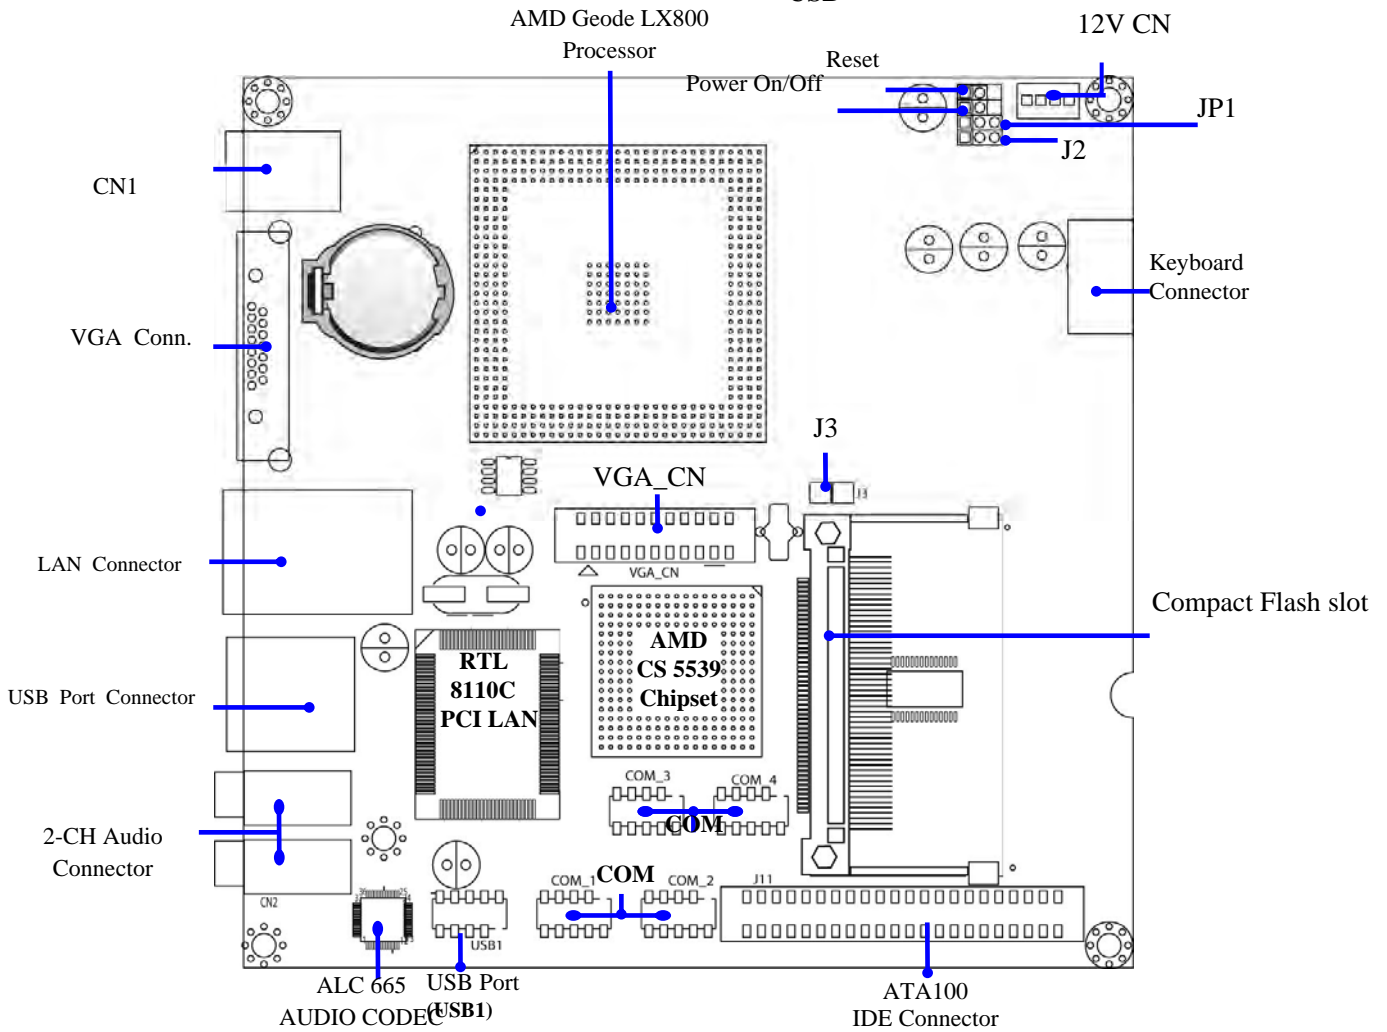 AMD Geode LX800
Processor
12V CN
Reset
Power On/Off
JP1
J2
CN1
Keyboard
Connector
VGA Conn.
J3
J3
VGA_CN
VGA_CN
LAN Connector
Compact Flash slot
AMD
CS 5539
Chipset
RTL
8110C
PCI LAN
USB Port Connector
COM_3
COM_4
COM
2-CH Audio
Connector
COM
COM_1
COM_2
J11
CN2
USB1
ALC 665
AUDIO CODEC
USB Port
(USB1)
ATA100
IDE Connector